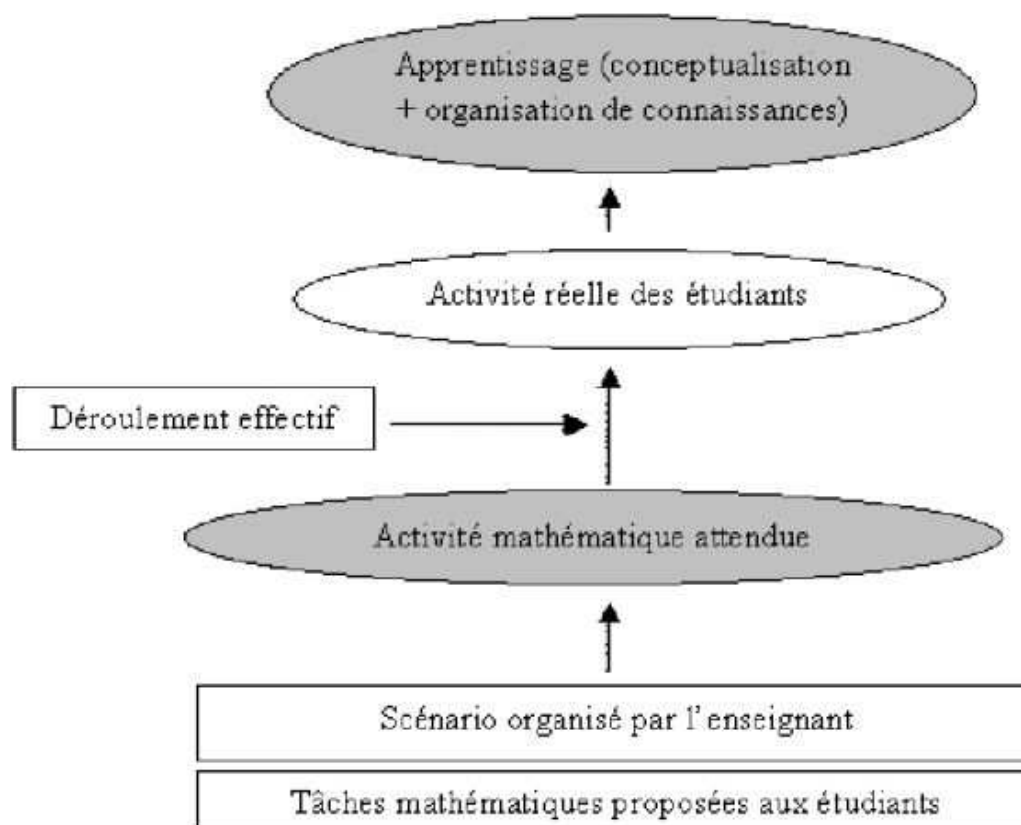 Apprentissage (conceptualisation
+ organisation de connaissances)
Activité réelle des étudiants
Déroulement effectif
Activité mathématique attendue
Scénario organisé par l'enseignant
Tâches mathématiques proposées aux étudiants